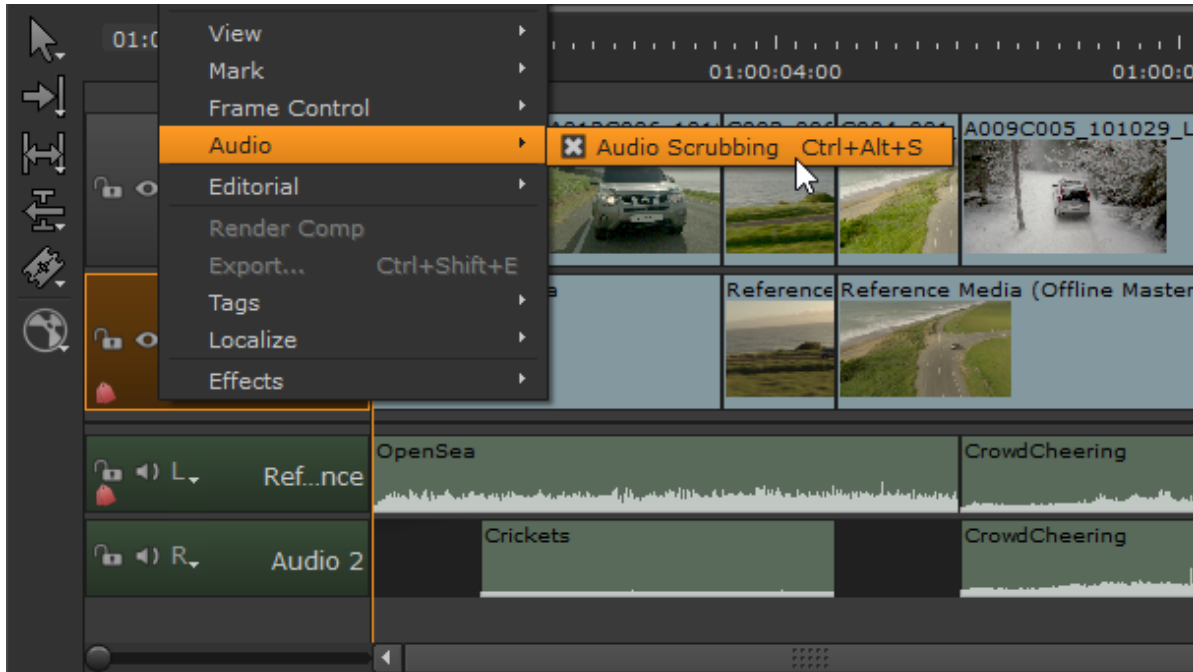 01:0
View
Mark
Frame Control
Audio
Audio Scrubbing Ctrl+Alt+S
Editorial
Render Comp
Export... Ctrl+Shift+E
Tags
Localize
Effects
01:00:04:00
01:00:0
A009C005_101029_L
Reference
Reference Media (Offline Master
L
Ref...nce
OpenSea
CrowdCheering
R
Audio 2
Crickets
CrowdCheering